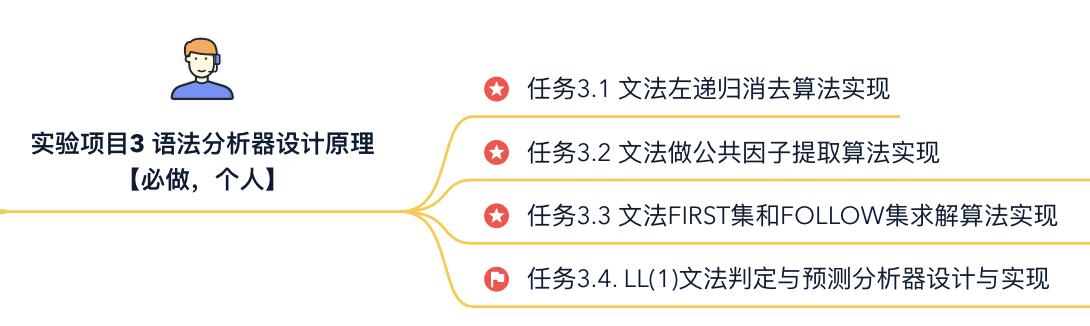 实验项目3 语法分析器设计原理
【必做，个人】
任务3.1 文法左递归消去算法实现
任务3.2 文法做公共因子提取算法实现
任务3.3 文法FIRST集和FOLLOW集求解算法实现
任务3.4. LL(1)文法判定与预测分析器设计与实现